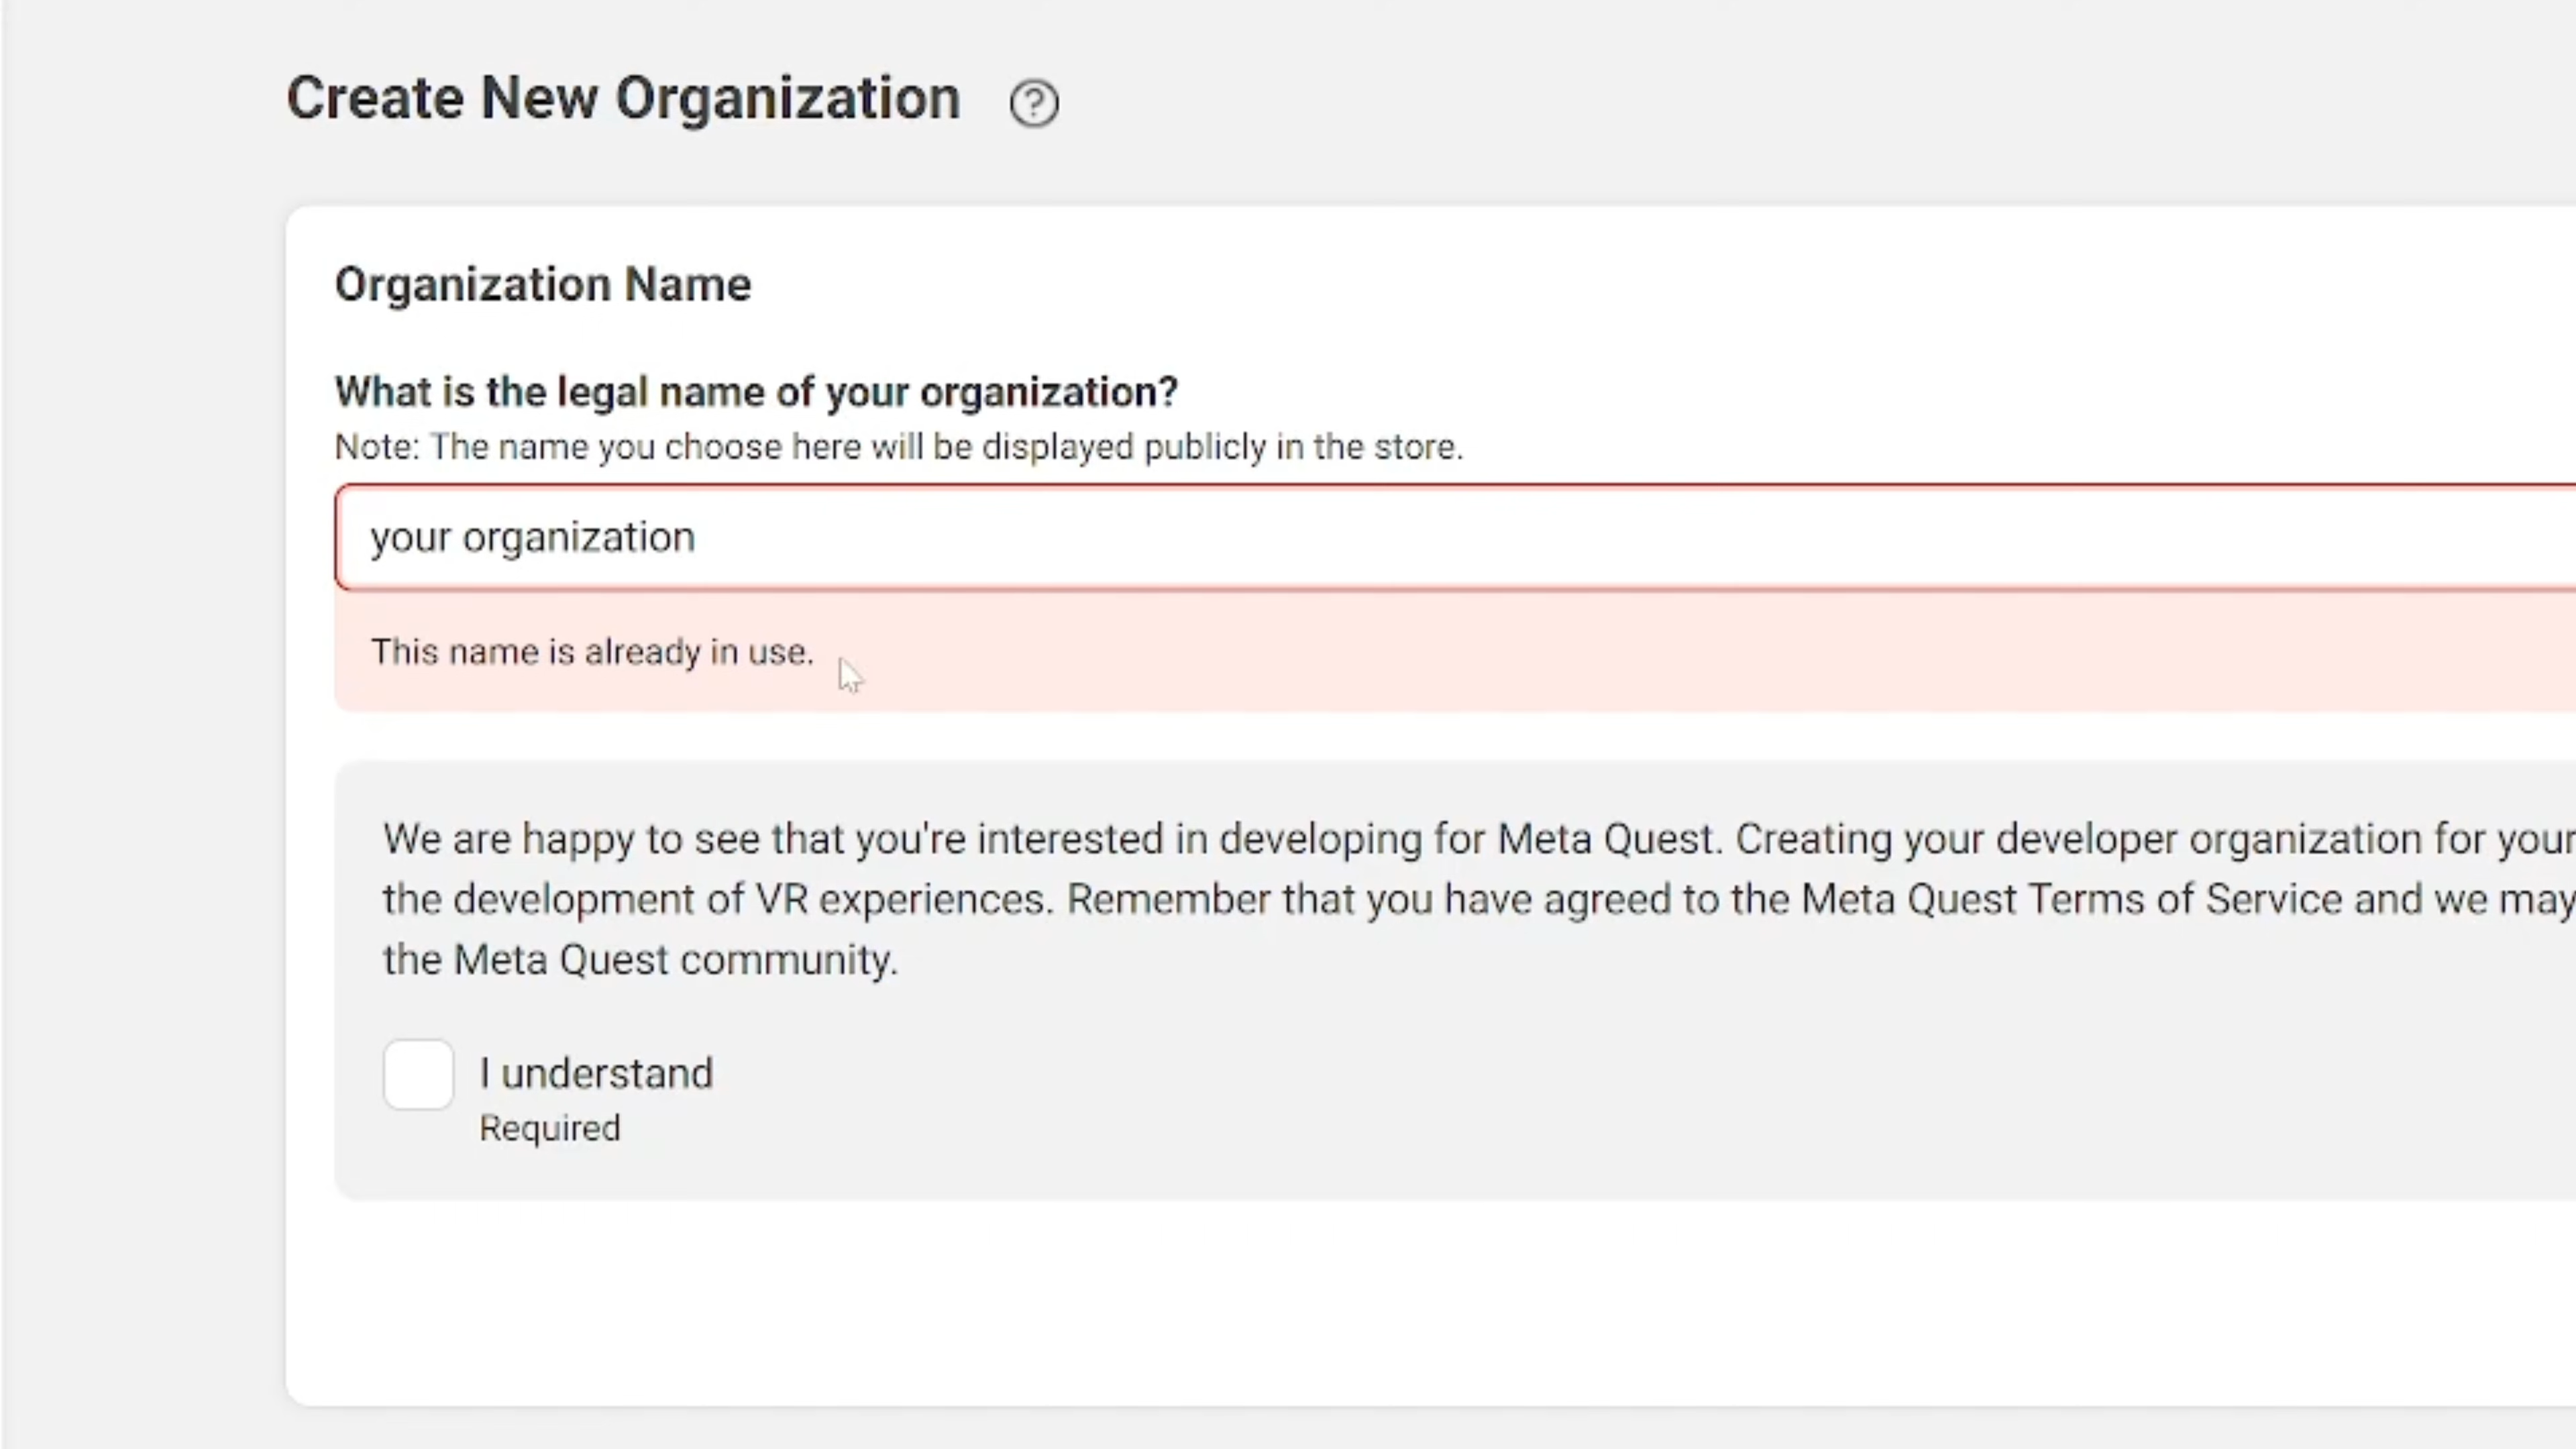 Create New Organization
Organization Name
What is the legal name of your organization?
Note: The name you choose here will be displayed publicly in the store.
your organization
This name is already in use.
We are happy to see that you're interested in developing for Meta Quest. Creating your developer organization for your
the development of VR experiences. Remember that you have agreed to the Meta Quest Terms of Service and we may
the Meta Quest community.
I understand
Required